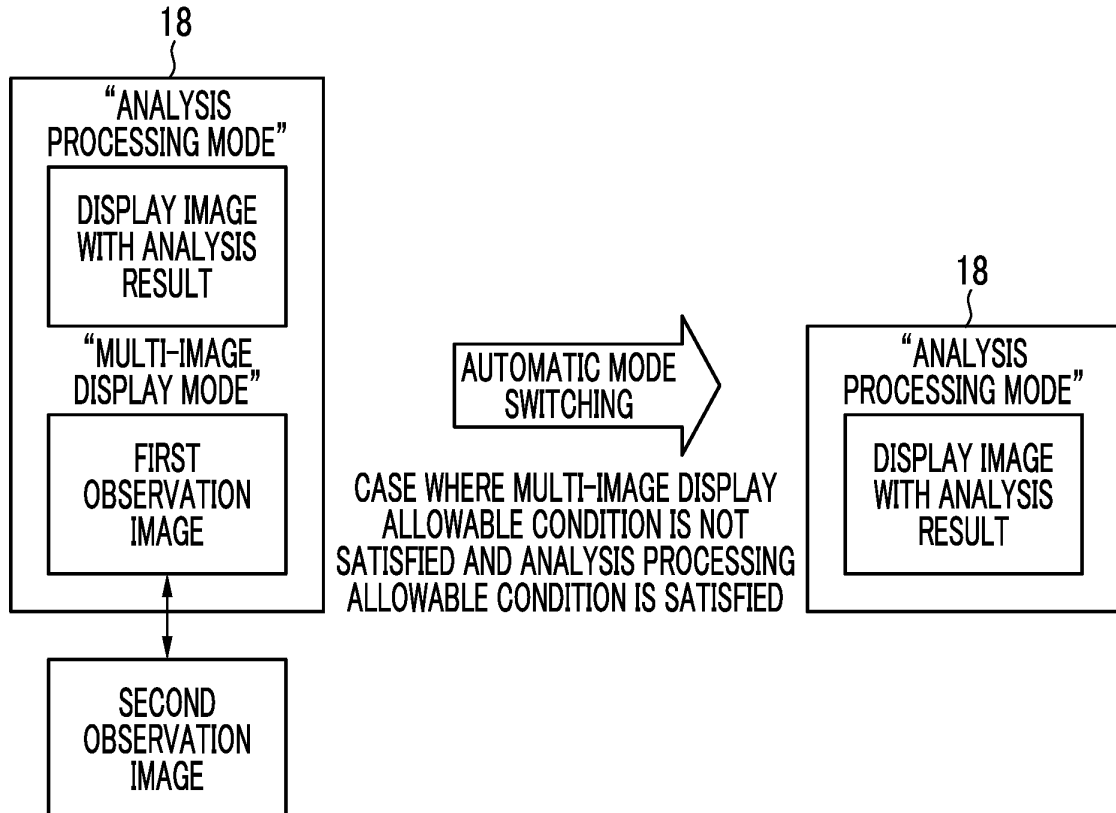 18
“ANALYSIS
PROCESSING MODE”
DISPLAY IMAGE
WITH ANALYSIS
RESULT
“MULTI-IMAGE
DISPLAY MODE”
FIRST
OBSERVATION
IMAGE
SECOND
OBSERVATION
IMAGE
AUTOMATIC MODE
SWITCHING
CASE WHERE MULTI-IMAGE DISPLAY
ALLOWABLE CONDITION IS NOT
SATISFIED AND ANALYSIS PROCESSING
ALLOWABLE CONDITION IS SATISFIED
18
“ANALYSIS
PROCESSING MODE”
DISPLAY IMAGE
WITH ANALYSIS
RESULT